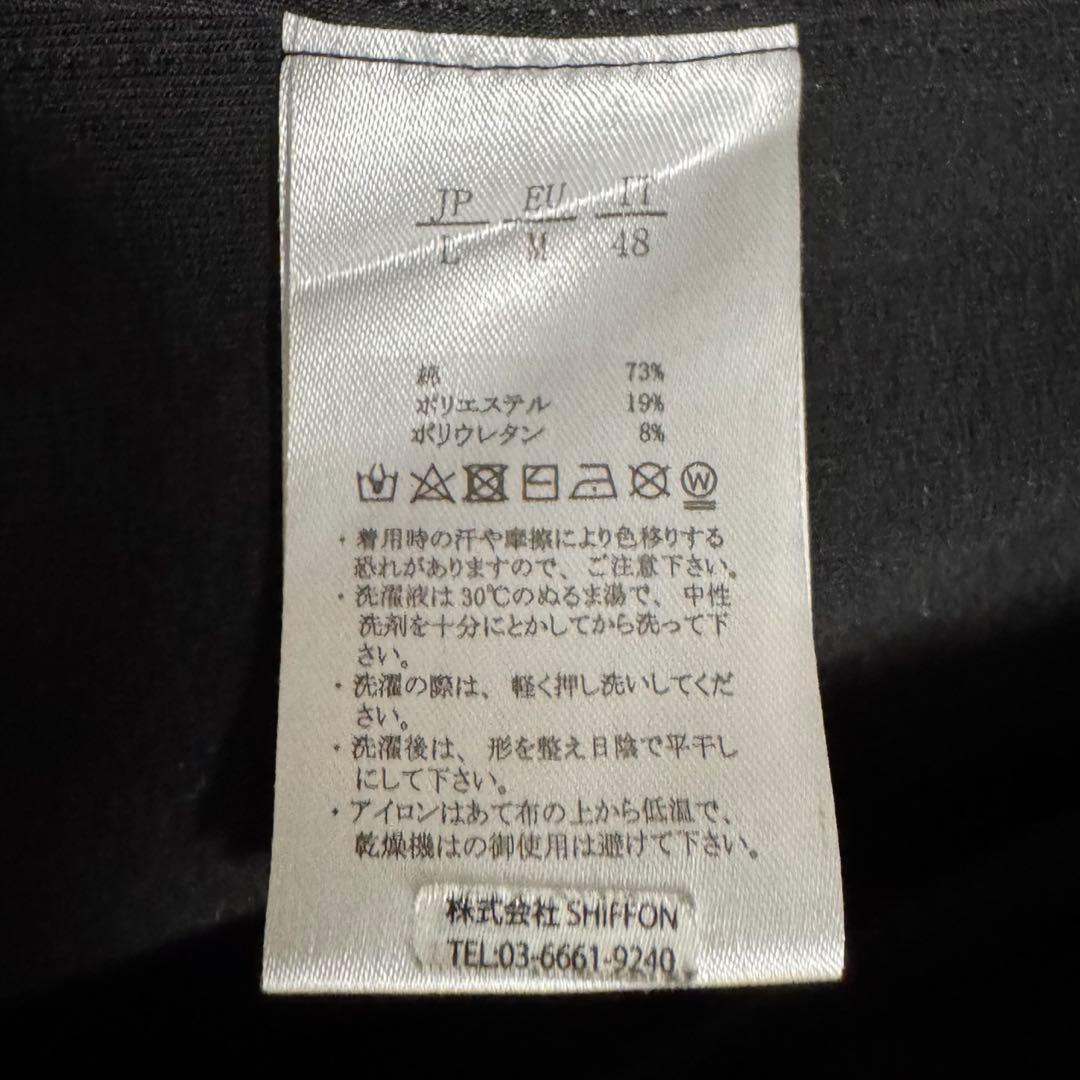 JP EU IT
L M 48
綿 73%
ポリエステル 19%
ポリウレタン 8%
W
・着用時の汗や摩擦により色移りする
恐れがありますので、ご注意下さい。
・洗濯液は30℃のぬるま湯で、中性
洗剤を十分にとかしてから洗って下
さい。
・洗濯の際は、軽く押し洗いしてくだ
さい。
・洗濯後は、形を整え日陰で平干し
にして下さい。
・アイロンはあて布の上から低温で、
乾燥機はの御使用は避けて下さい。
株式会社 SHIFFON
TEL:03-6661-9240